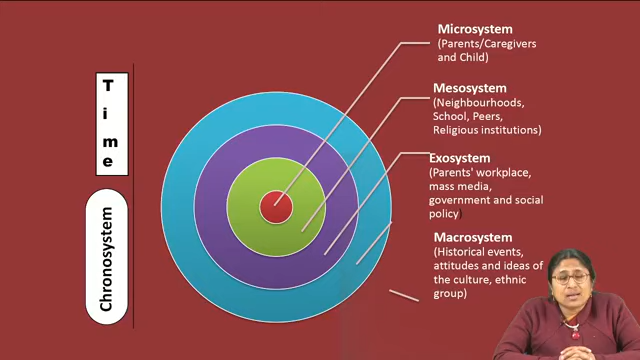 Microsystem
(Parents/Caregivers
and Child)
Mesosystem
(Neighbourhoods,
School, Peers,
Religious institutions)
Exosystem
(Parents' workplace,
mass media,
government and social
policy)
Macrosystem
(Historical events,
attitudes and ideas of
the culture, ethnic
group)
T
i
m
e
Chronosystem